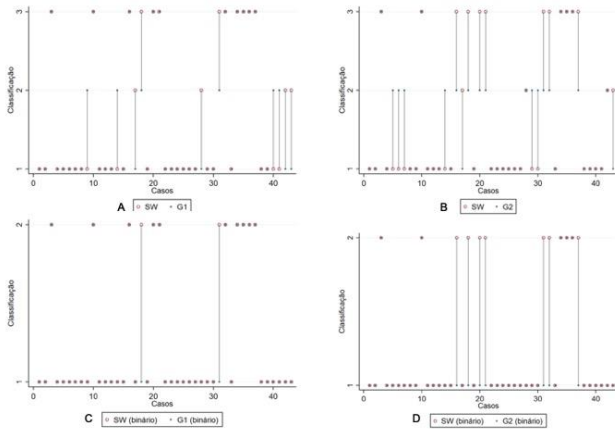 3
2
1
Classificação
0
10
20
30
40
Casos
A
SW
G1
3
2
1
Classificação
0
10
20
30
40
Casos
B
SW
G2
2
1
Classificação
0
10
20
30
40
Casos
C
SW (binário)
G1 (binário)
2
1
Classificação
0
10
20
30
40
Casos
D
SW (binário)
G2 (binário)